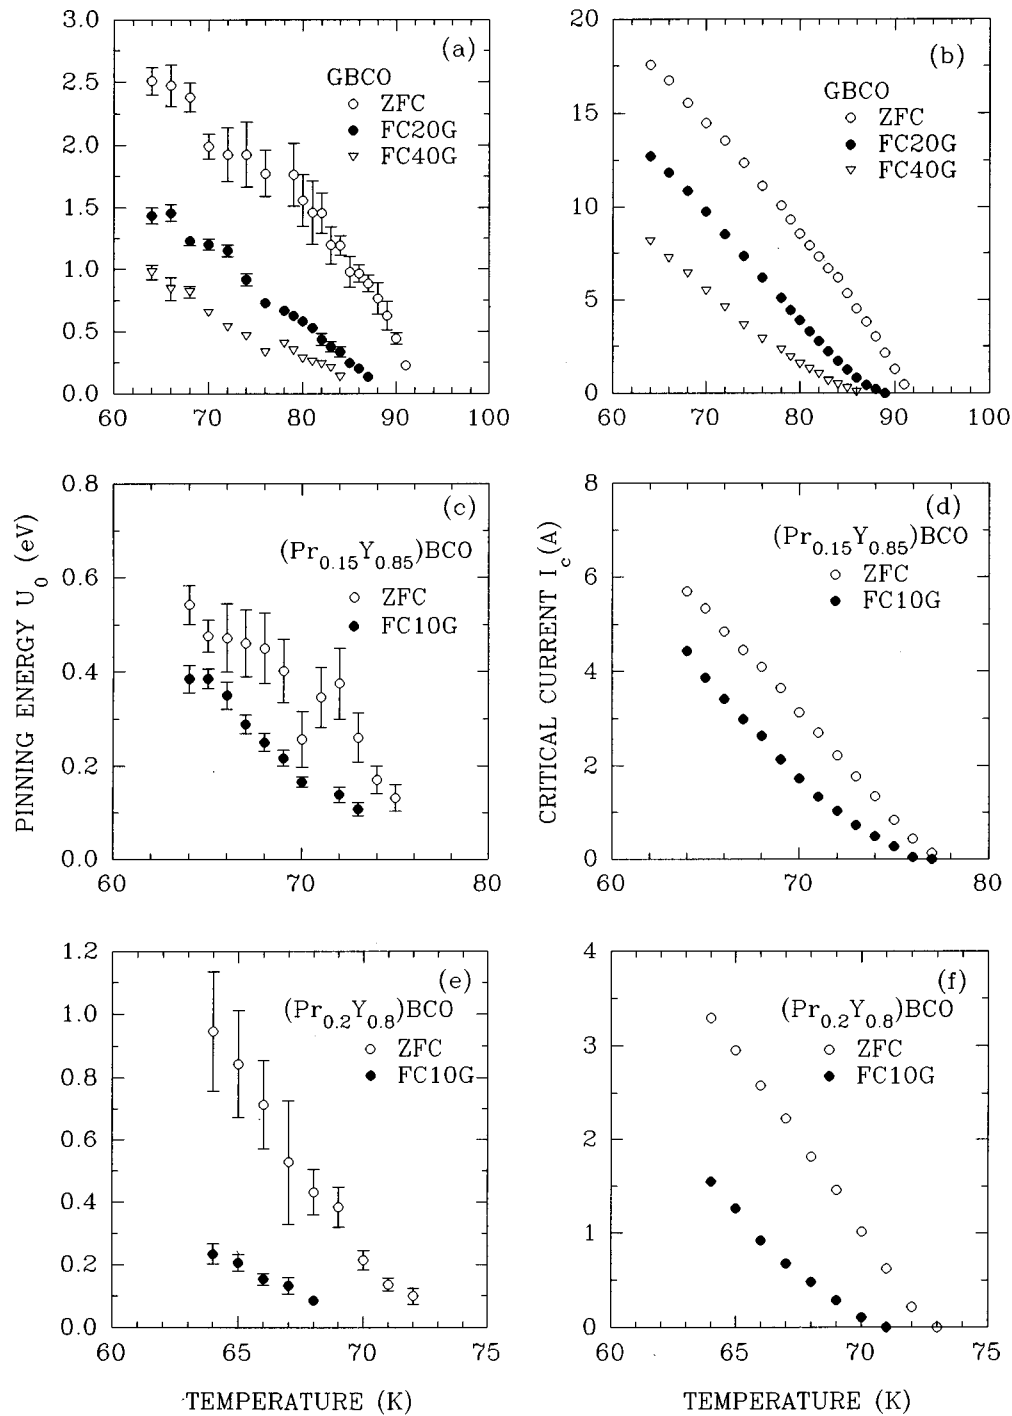 (a)
GBCO
ZFC
FC20G
FC40G
3.0
2.5
2.0
1.5
1.0
0.5
0.0
60 70 80 90 100
(b)
GBCO
ZFC
FC20G
FC40G
20
15
10
5
0
60 70 80 90 100
PINNING ENERGY U0 (eV)
(c)
(Pr0.15Y0.85)BCO
ZFC
FC10G
0.8
0.6
0.4
0.2
0.0
60 70 80
CRITICAL CURRENT Ic(A)
(d)
(Pr0.15Y0.85)BCO
ZFC
FC10G
8
6
4
2
0
60 70 80
(e)
(Pr0.2Y0.8)BCO
ZFC
FC10G
1.2
1.0
0.8
0.6
0.4
0.2
0.0
60 65 70 75
TEMPERATURE (K)
(f)
(Pr0.2Y0.8)BCO
ZFC
FC10G
4
3
2
1
0
60 65 70 75
TEMPERATURE (K)